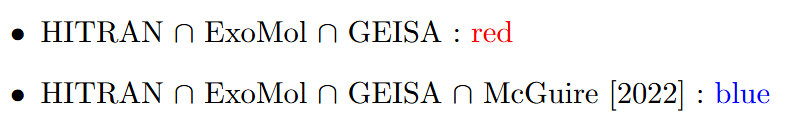 • HITRAN ∩ ExoMol ∩ GEISA : red
• HITRAN ∩ ExoMol ∩ GEISA ∩ McGuire [2022] : blue